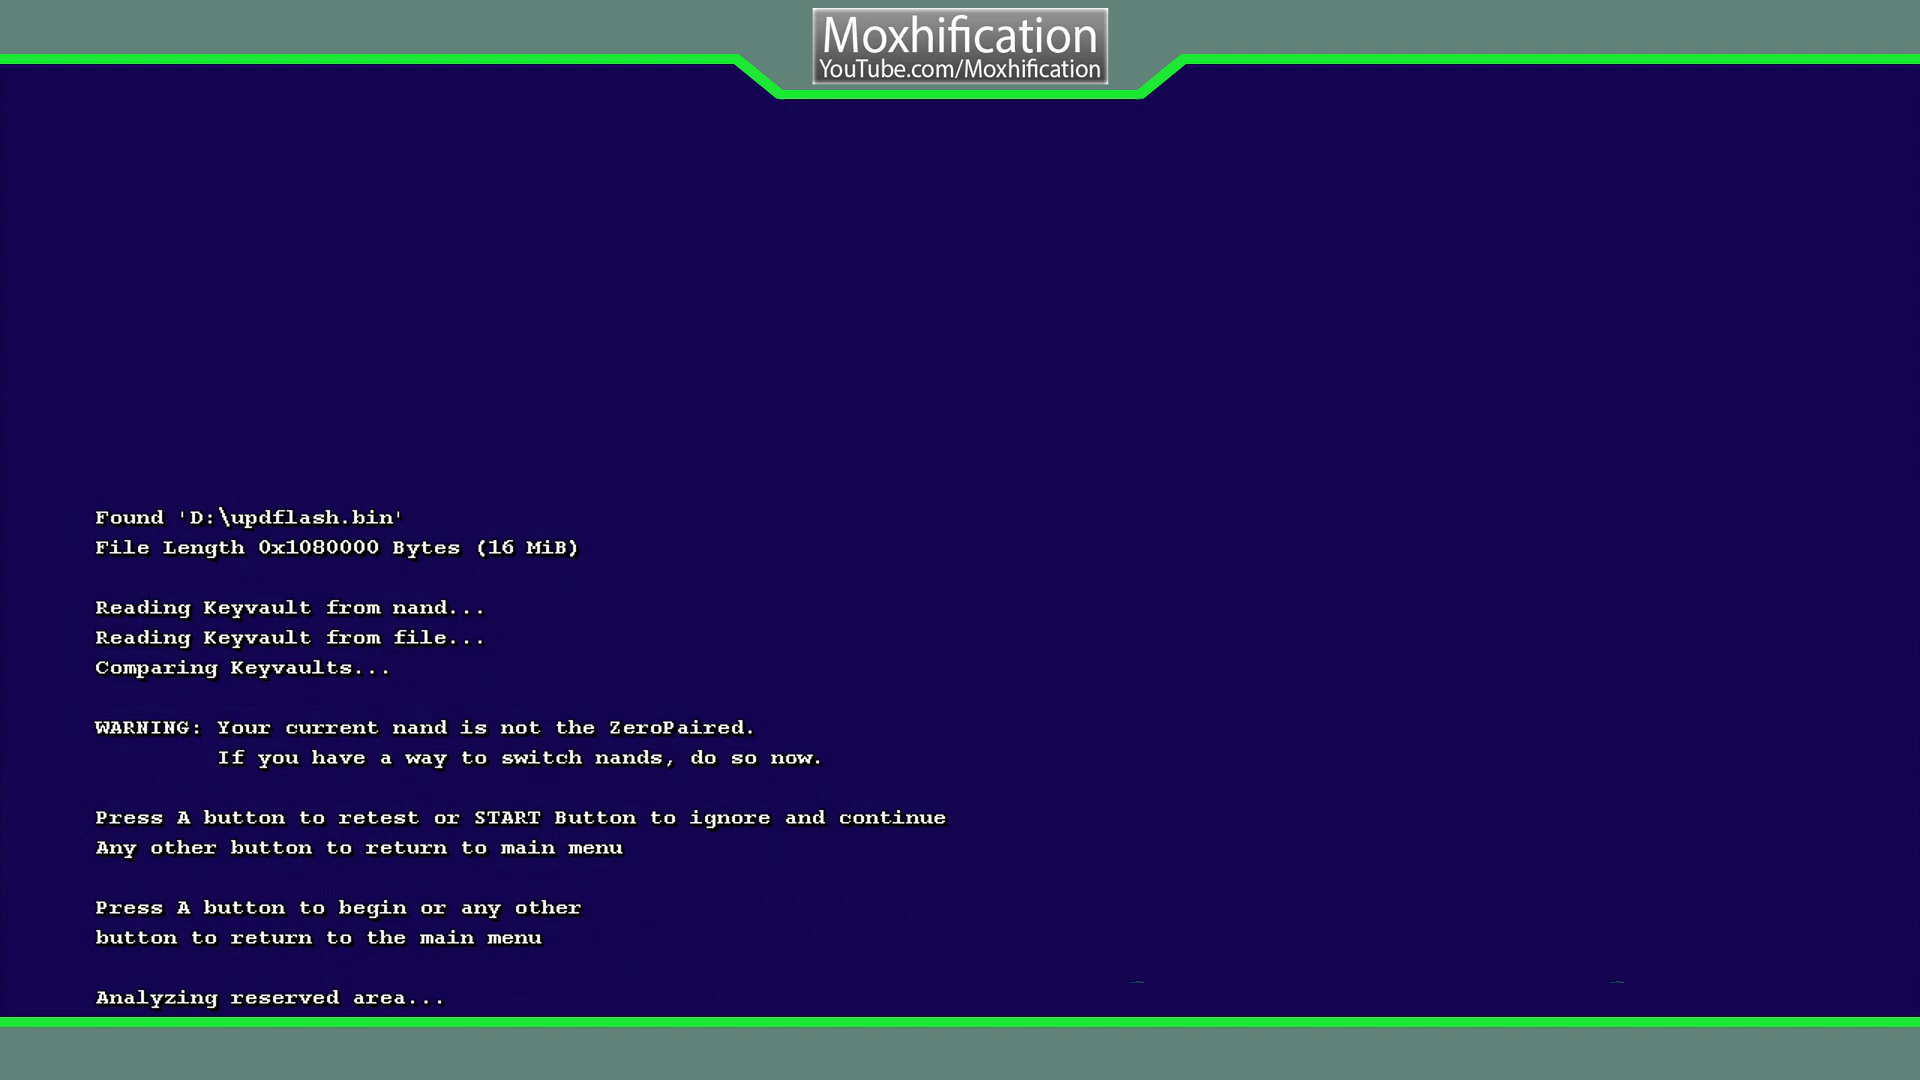 Moxhification
YouTube.com/Moxhification
Found 'D:\updflash.bin'
File Length 0x1080000 Bytes (16 MiB)
Reading Keyvault from nand...
Reading Keyvault from file...
Comparing Keyvaults...
WARNING: Your current nand is not the ZeroPaired.
If you have a way to switch nands, do so now.
Press A button to retest or START Button to ignore and continue
Any other button to return to main menu
Press A button to begin or any other
button to return to the main menu
Analyzing reserved area...